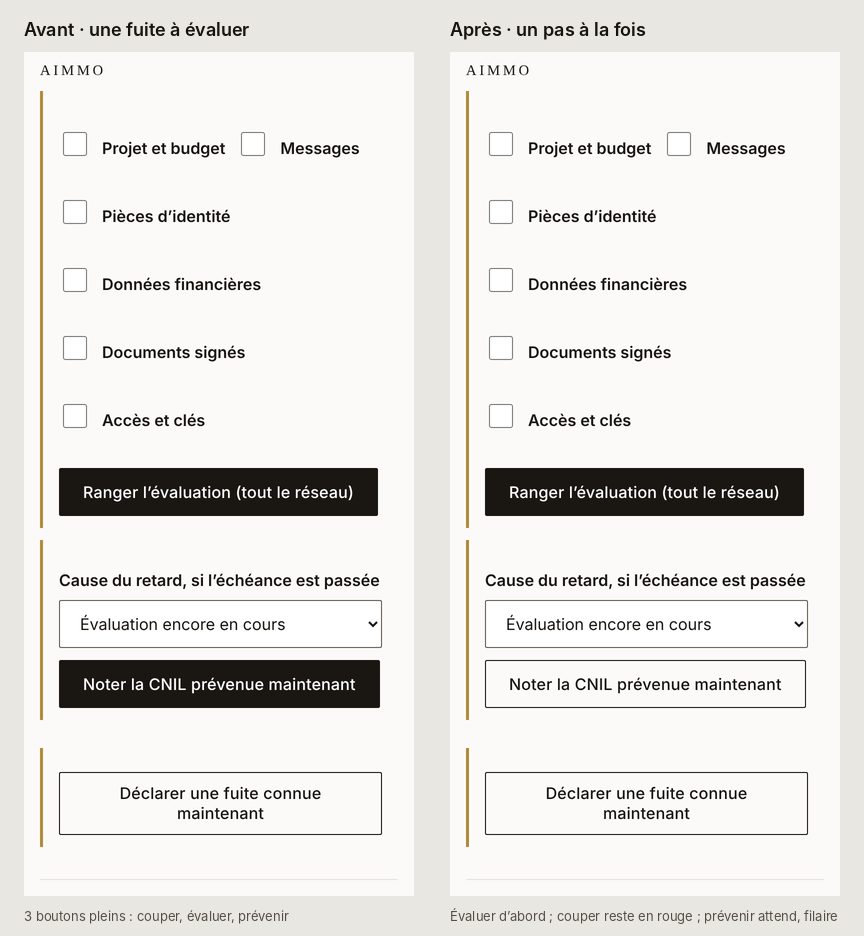 Avant · une fuite à évaluer
AIMMO
Projet et budget
Messages
Pièces d’identité
Données financières
Documents signés
Accès et clés
Ranger l’évaluation (tout le réseau)
Cause du retard, si l’échéance est passée
Évaluation encore en cours
Noter la CNIL prévenue maintenant
Déclarer une fuite connue
maintenant
3 boutons pleins : couper, évaluer, prévenir
Après · un pas à la fois
AIMMO
Projet et budget
Messages
Pièces d’identité
Données financières
Documents signés
Accès et clés
Ranger l’évaluation (tout le réseau)
Cause du retard, si l’échéance est passée
Évaluation encore en cours
Noter la CNIL prévenue maintenant
Déclarer une fuite connue
maintenant
Évaluer d’abord ; couper reste en rouge ; prévenir attend, filaire